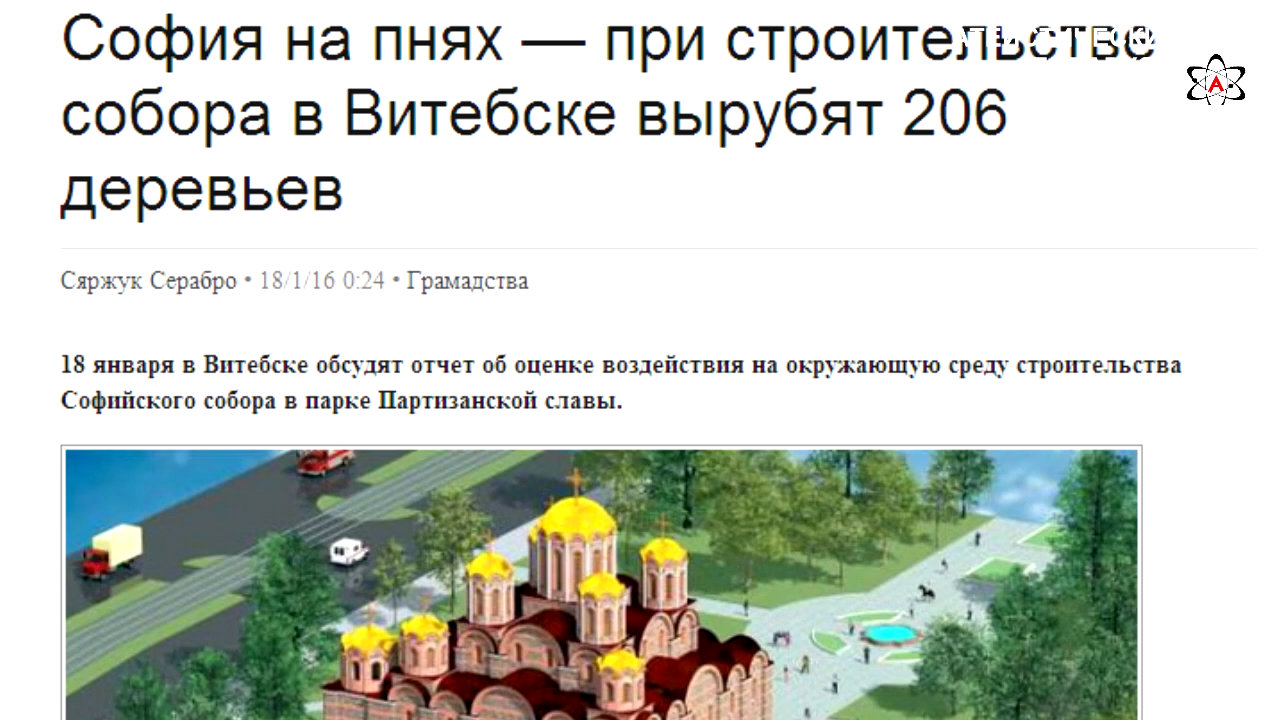 София на пнях — при строительстве
собора в Витебске вырубят 206
деревьев
Сяржук Серабро • 18/1/16 0:24 • Грамадства
18 января в Витебске обсудят отчет об оценке воздействия на окружающую среду строительства
Софийского собора в парке Партизанской славы.
А